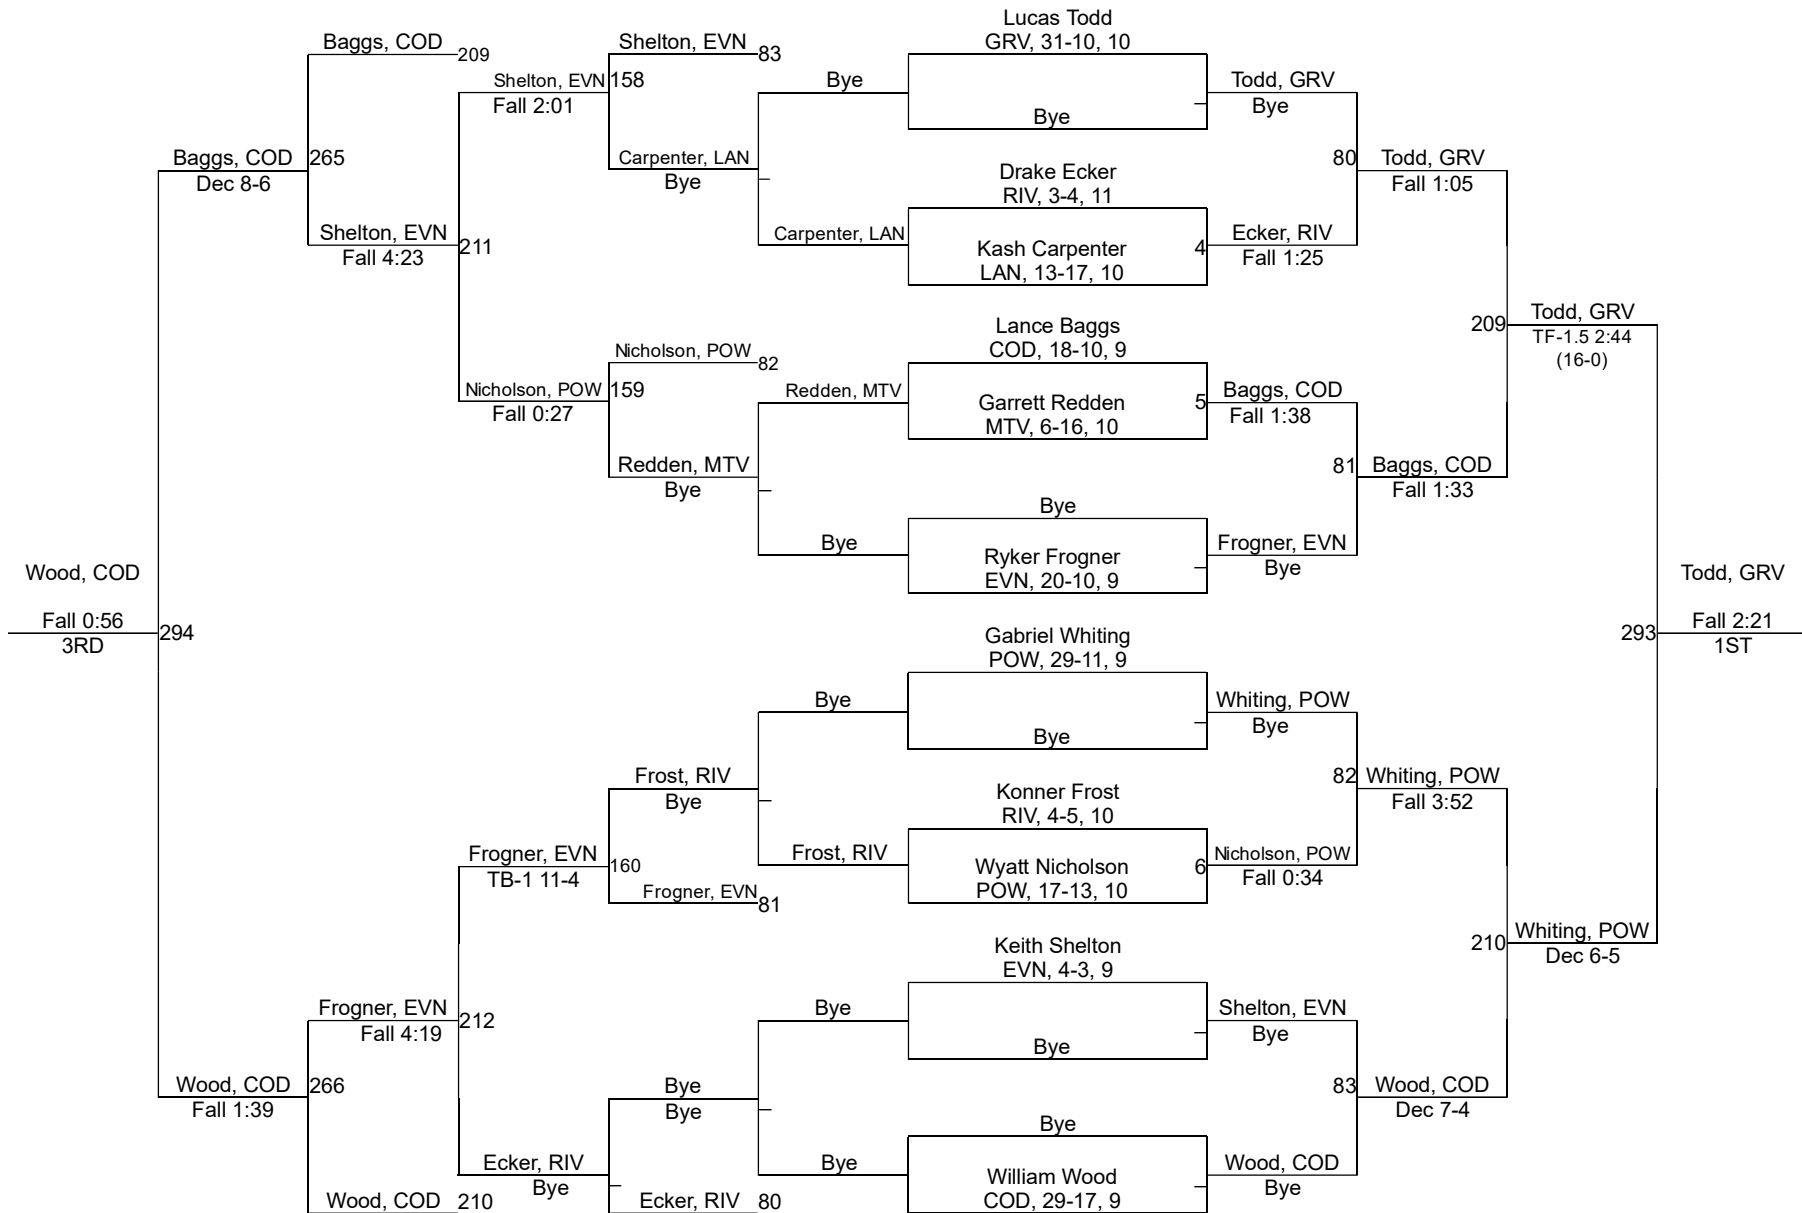 Lucas Todd
GRV, 31-10, 10
Baggs, COD
209
Shelton, EVN
83
Shelton, EVN
158
Fall 2:01
Bye
Bye
Todd, GRV
Bye
Baggs, COD
265
Dec 8-6
Carpenter, LAN
Bye
Drake Ecker
RIV, 3-4, 11
80
Todd, GRV
Fall 1:05
Shelton, EVN
Fall 4:23
211
Carpenter, LAN
Kash Carpenter
LAN, 13-17, 10
4
Ecker, RIV
Fall 1:25
Lance Baggs
COD, 18-10, 9
209
Todd, GRV
TF-1.5 2:44
(16-0)
Nicholson, POW
82
Nicholson, POW
159
Fall 0:27
Redden, MTV
Garrett Redden
MTV, 6-16, 10
5
Baggs, COD
Fall 1:38
Redden, MTV
Bye
81
Baggs, COD
Fall 1:33
Bye
Bye
Ryker Frogner
EVN, 20-10, 9
Frogner, EVN
Bye
Wood, COD
Fall 0:56
3RD
294
Todd, GRV
293
Fall 2:21
1ST
Gabriel Whiting
POW, 29-11, 9
Bye
Bye
Whiting, POW
Bye
Frost, RIV
Bye
Konner Frost
RIV, 4-5, 10
82
Whiting, POW
Fall 3:52
Frogner, EVN
TB-1 11-4
160
Frost, RIV
Wyatt Nicholson
POW, 17-13, 10
6
Nicholson, POW
Fall 0:34
Frogner, EVN
81
Keith Shelton
EVN, 4-3, 9
210
Whiting, POW
Dec 6-5
Frogner, EVN
Fall 4:19
212
Bye
Bye
Shelton, EVN
Bye
Wood, COD
Fall 1:39
266
Bye
Bye
83
Wood, COD
Dec 7-4
Bye
Ecker, RIV
Bye
Bye
William Wood
COD, 29-17, 9
Wood, COD
Bye
Wood, COD
210
Ecker, RIV
80